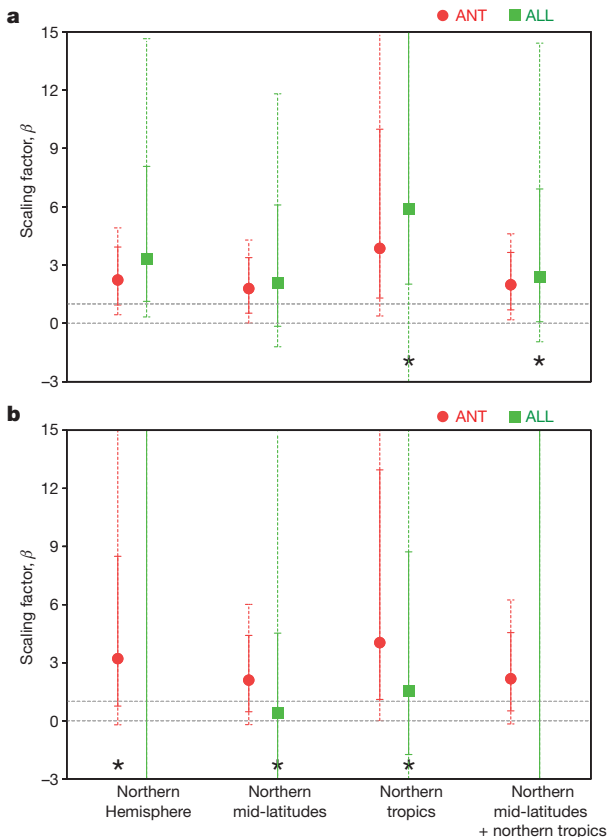 a
ANT ALL
15
12
9
6
3
0
–3
Scaling factor, β
* *
b
ANT ALL
15
12
9
6
3
0
–3
Scaling factor, β
* * *
Northern
Hemisphere
Northern
mid-latitudes
Northern
tropics
Northern
mid-latitudes
+ northern tropics